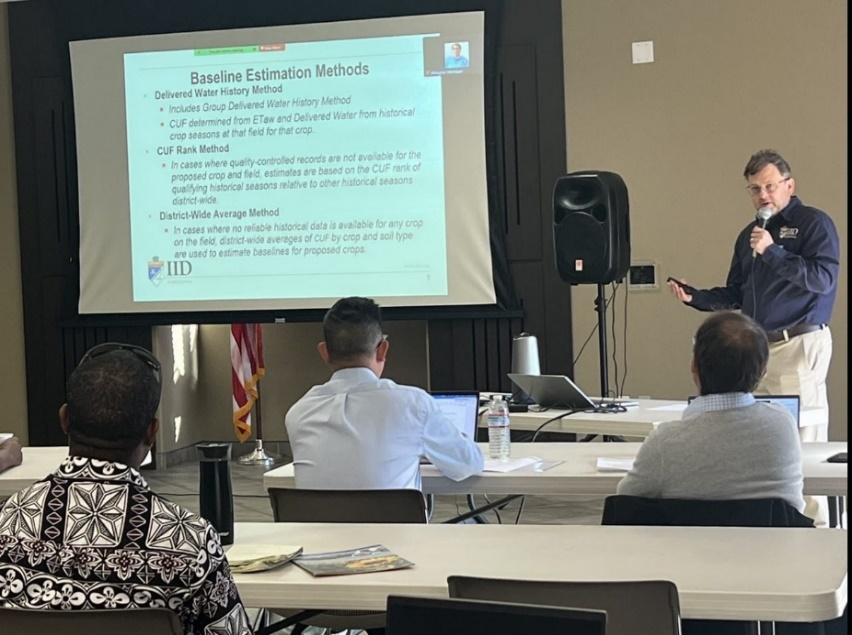 Baseline Estimation Methods
Delivered Water History Method
Includes Group Delivered Water History Method
CUF determined from ETaw and Delivered Water from historical
crop seasons at that field for that crop.
CUF Rank Method
In cases where quality-controlled records are not available for the
proposed crop and field, estimates are based on the CUF rank of
qualifying historical seasons relative to other historical seasons
district-wide.
District-Wide Average Method
In cases where no reliable historical data is available for any crop
on the field, district-wide averages of CUF by crop and soil type
are used to estimate baselines for proposed crops.
IID
IID